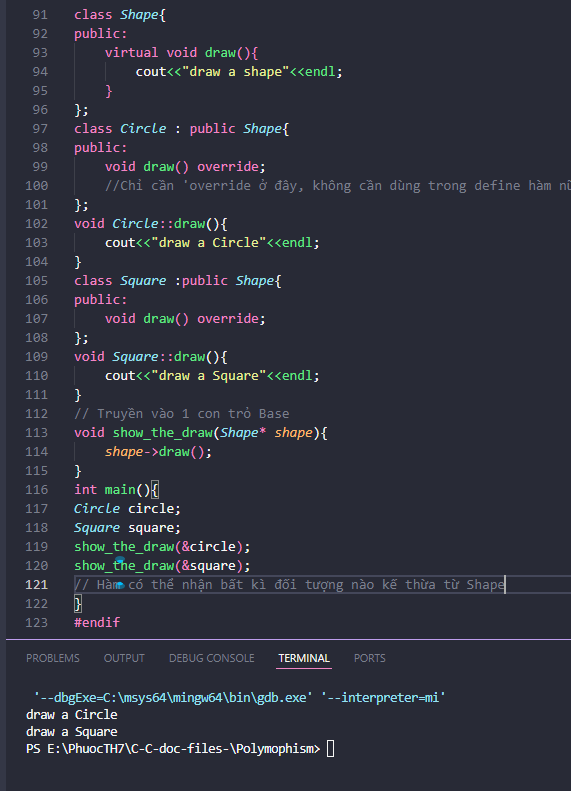 91 class Shape{
92 public:
93 virtual void draw(){
94 cout<<"draw a shape"<<endl;
95 }
96 };
97 class Circle : public Shape{
98 public:
99 void draw() override;
100 //Chỉ cần 'override ở đây, không cần dùng trong define hàm
101 };
102 void Circle::draw(){
103 cout<<"draw a Circle"<<endl;
104 }
105 class Square :public Shape{
106 public:
107 void draw() override;
108 };
109 void Square::draw(){
110 cout<<"draw a Square"<<endl;
111 }
112 // Truyền vào 1 con trỏ Base
113 void show_the_draw(Shape* shape){
114 shape->draw();
115 }
116 int main(){
117 Circle circle;
118 Square square;
119 show_the_draw(&circle);
120 show_the_draw(&square);
121 // Hàm có thể nhận bất kì đối tượng nào kế thừa từ Shape
122 }
123 #endif
PROBLEMS OUTPUT DEBUG CONSOLE TERMINAL PORTS
'--dbgExe=C:\msys64\mingw64\bin\gdb.exe' '--interpreter=mi'
draw a Circle
draw a Square
PS E:\PhuocTH7\C-C-doc-files-\Polymophism>